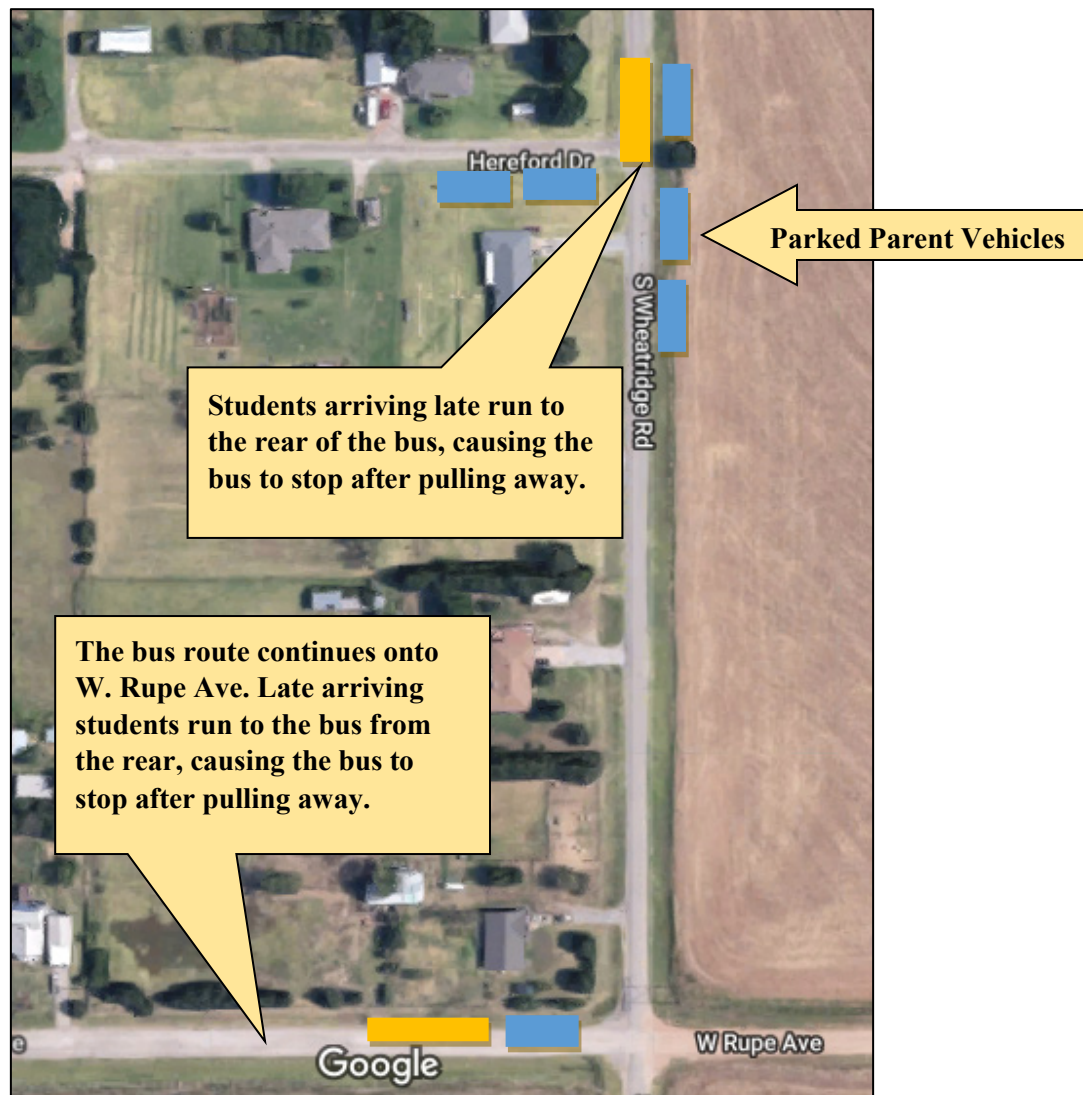 Hereford Dr
Parked Parent Vehicles
S Wheatridge Rd
Students arriving late run to
the rear of the bus, causing the
bus to stop after pulling away.
The bus route continues onto
W. Rupe Ave. Late arriving
students run to the bus from
the rear, causing the bus to
stop after pulling away.
e
Google
W Rupe Ave